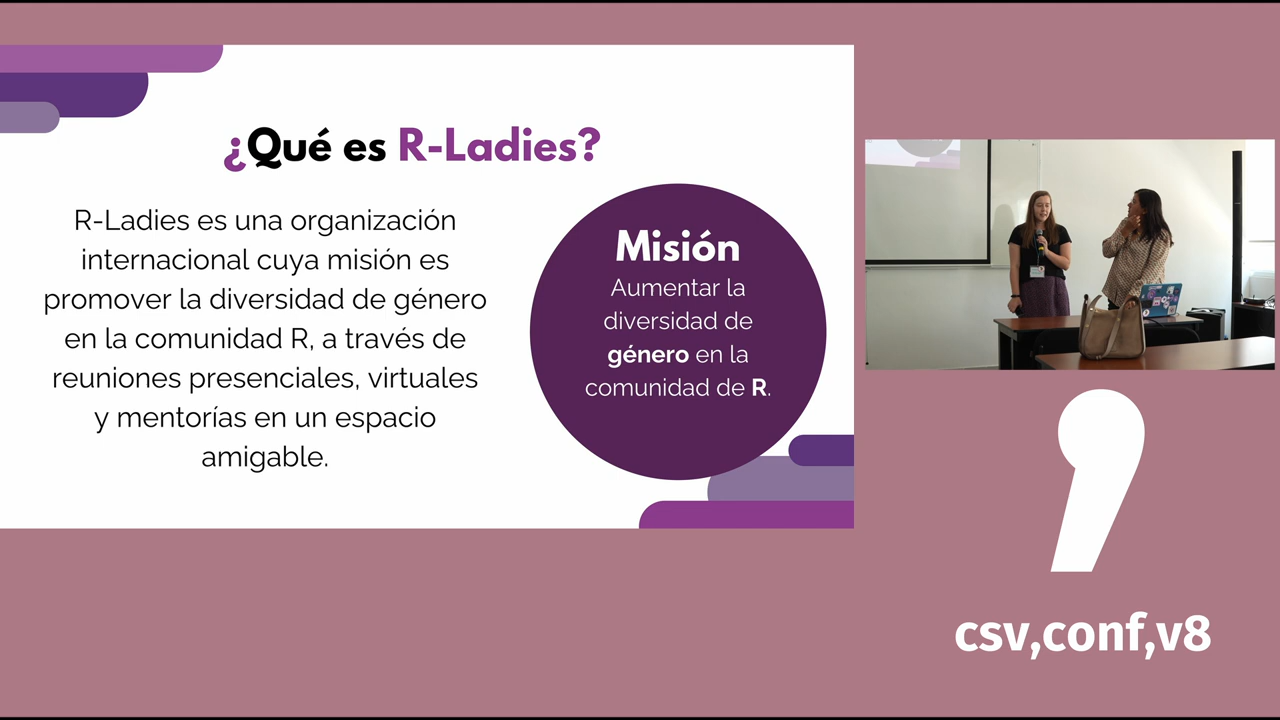 ¿Qué es R-Ladies?
R-Ladies es una organización
internacional cuya misión es
promover la diversidad de género
en la comunidad R, a través de
reuniones presenciales, virtuales
y mentorías en un espacio
amigable.
Misión
Aumentar la
diversidad de
género en la
comunidad de R.
csv,conf,v8